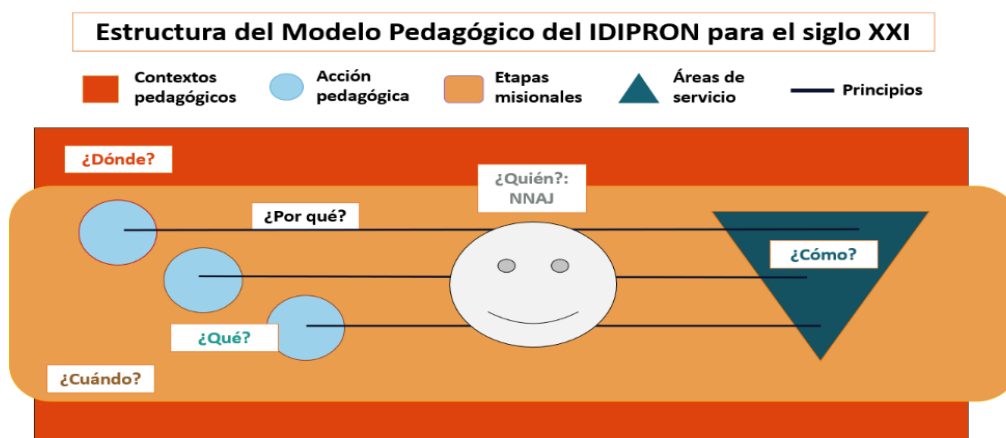 Estructura del Modelo Pedagógico del IDIPRON para el siglo XXI
Contextos
pedagógicos
Acción
pedagógica
Etapas
misionales
Áreas de
servicio
Principios
¿Dónde?
¿Quién?:
NNAJ
¿Por qué?
¿Cómo?
¿Qué?
¿Cuándo?